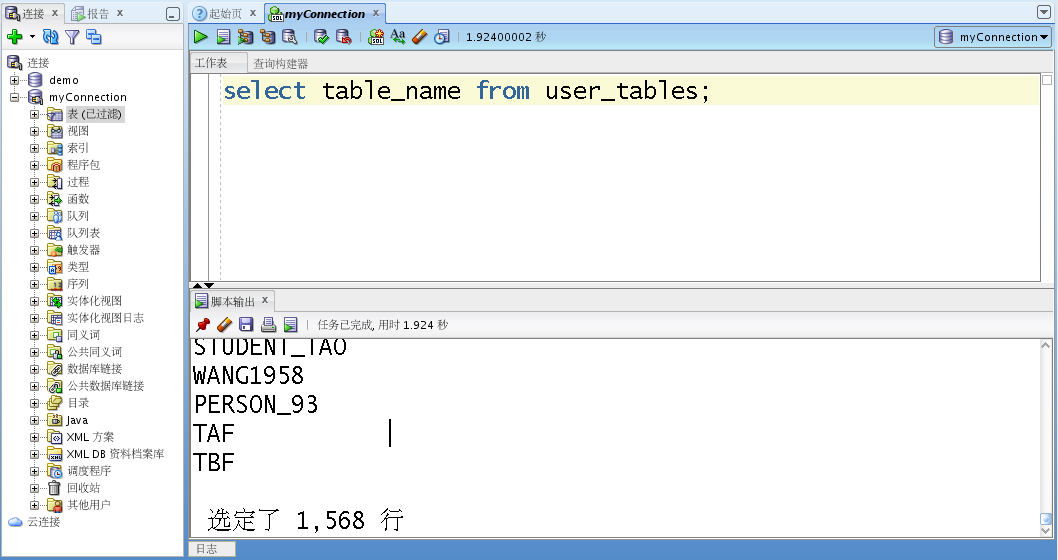 连接 x 报告 x
连接
demo
myConnection
表 (已过滤)
视图
索引
程序包
过程
函数
队列
队列表
触发器
类型
序列
实体化视图
实体化视图日志
同义词
公共同义词
数据库链接
公共数据库链接
目录
Java
XML 方案
XML DB 资料档案库
调度程序
回收站
其他用户
云连接
起始页 x myConnection x
1.92400002 秒 myConnection
工作表 查询构建器
select table_name from user_tables;
脚本输出 x
任务已完成, 用时 1.924 秒
STUDENT_TAO
WANG1958
PERSON_93
TAF
TBF
选定了 1,568 行
日志